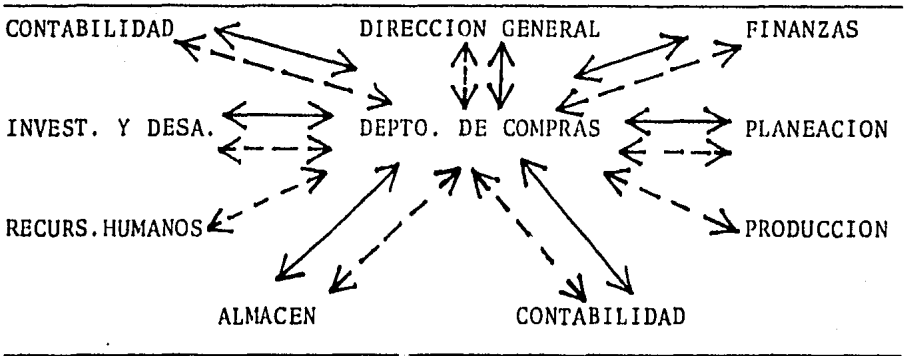 CONTABILIDAD DIRECCION GENERAL FINANZAS
INVEST. Y DESA. DEPTO. DE COMPRAS PLANEACION
RECURS.HUMANOS PRODUCCION
ALMACEN CONTABILIDAD